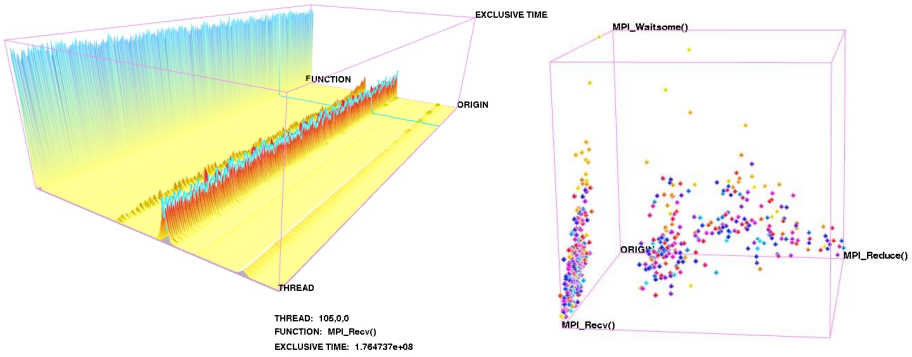 EXCLUSIVE TIME
FUNCTION
ORIGIN
THREAD
THREAD: 105,0,0
FUNCTION: MPI_Recv()
EXCLUSIVE TIME: 1.764737e+08
MPI_Waitsome()
ORIGIN
MPI_Reduce()
MPI_Recv()